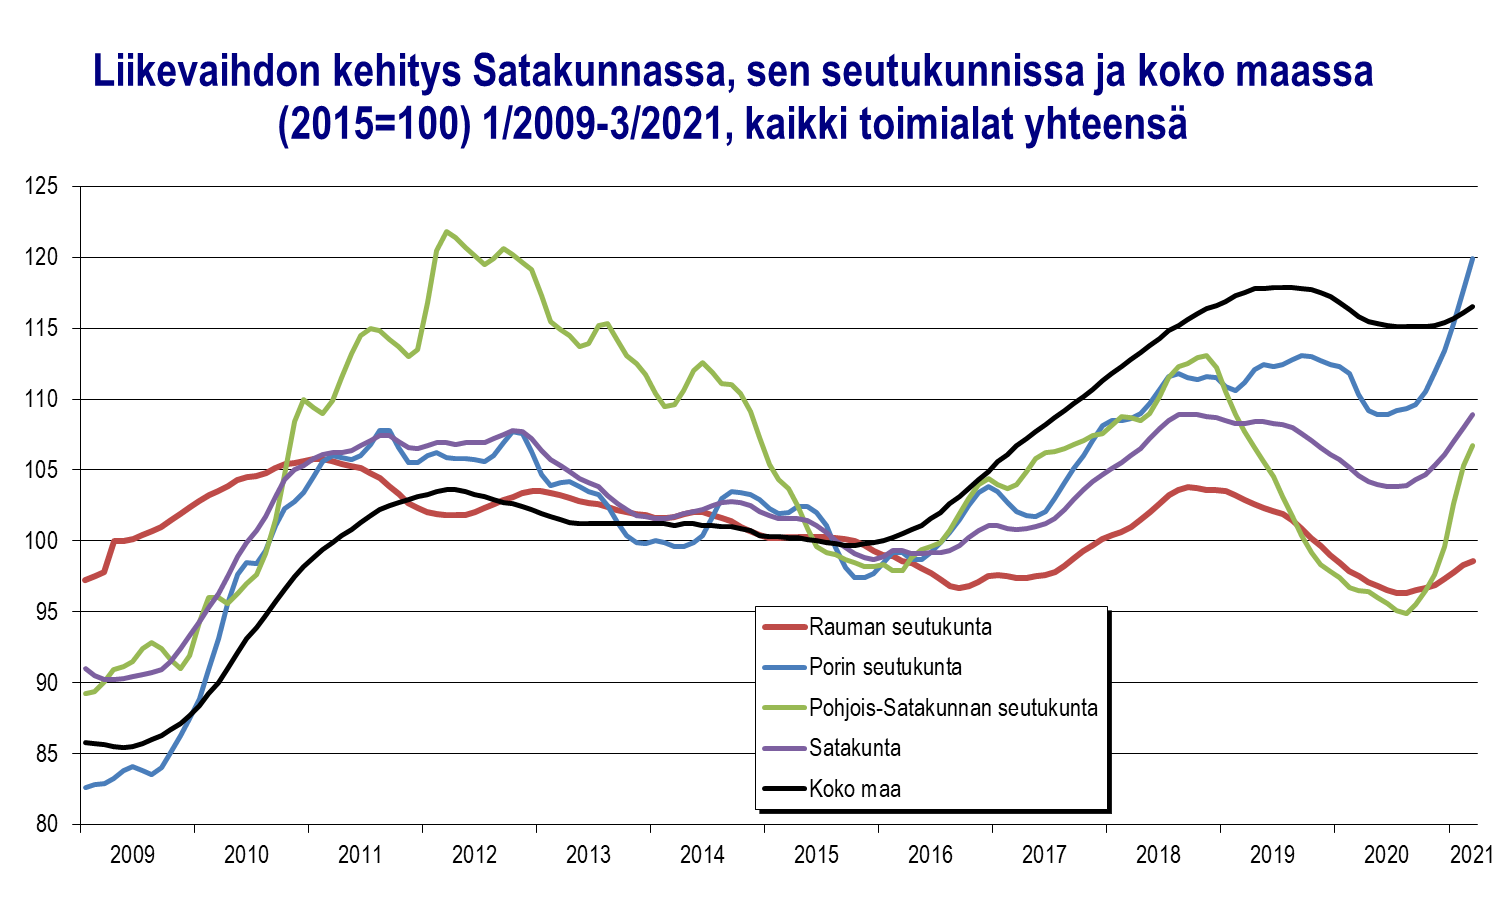 Liikevaihdon kehitys Satakunnassa, sen seutukunnissa ja koko maassa
(2015=100) 1/2009-3/2021, kaikki toimialat yhteensä
125
120
115
110
105
100
95
90
85
80
Rauman seutukunta
Porin seutukunta
Pohjois-Satakunnan seutukunta
Satakunta
Koko maa
2009 2010 2011 2012 2013 2014 2015 2016 2017 2018 2019 2020 2021